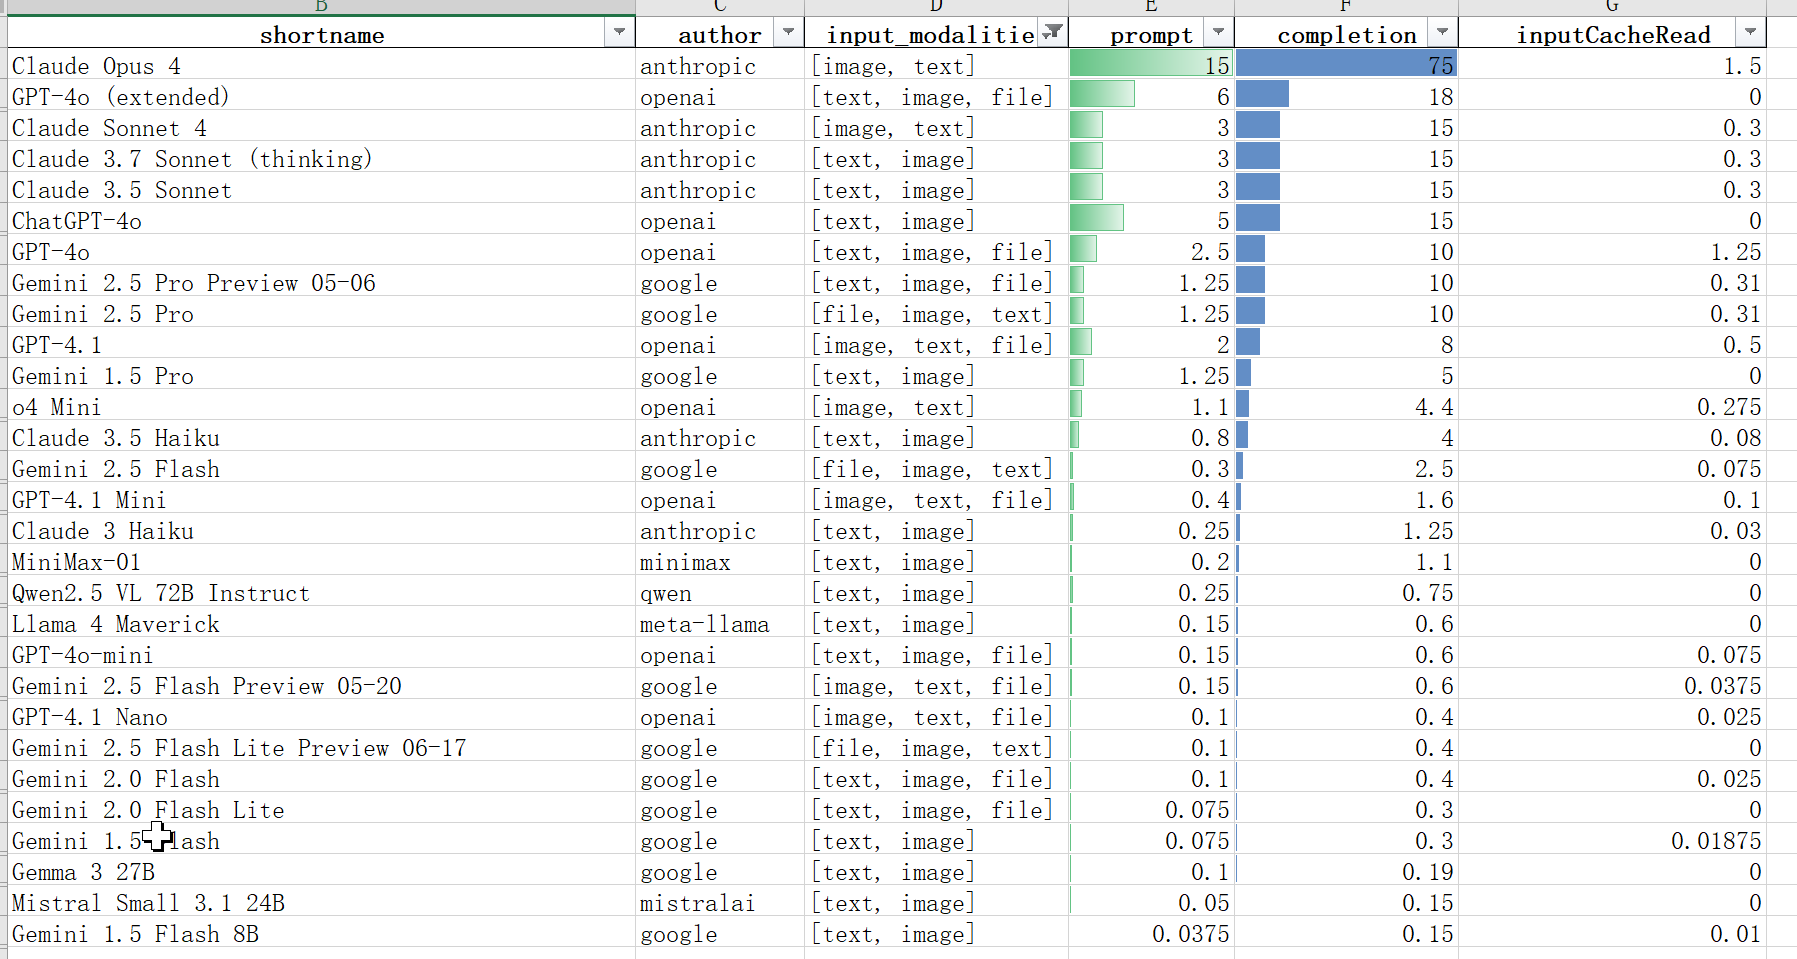 B C D E F G
shortname author input_modalitie prompt completion inputCacheRead
Claude Opus 4 anthropic [image, text] 15 75 1.5
GPT-4o (extended) openai [text, image, file] 6 18 0
Claude Sonnet 4 anthropic [image, text] 3 15 0.3
Claude 3.7 Sonnet (thinking) anthropic [text, image] 3 15 0.3
Claude 3.5 Sonnet anthropic [text, image] 3 15 0.3
ChatGPT-4o openai [text, image] 5 15 0
GPT-4o openai [text, image, file] 2.5 10 1.25
Gemini 2.5 Pro Preview 05-06 google [text, image, file] 1.25 10 0.31
Gemini 2.5 Pro google [file, image, text] 1.25 10 0.31
GPT-4.1 openai [image, text, file] 2 8 0.5
Gemini 1.5 Pro google [text, image] 1.25 5 0
o4 Mini openai [image, text] 1.1 4.4 0.275
Claude 3.5 Haiku anthropic [text, image] 0.8 4 0.08
Gemini 2.5 Flash google [file, image, text] 0.3 2.5 0.075
GPT-4.1 Mini openai [image, text, file] 0.4 1.6 0.1
Claude 3 Haiku anthropic [text, image] 0.25 1.25 0.03
MiniMax-01 minimax [text, image] 0.2 1.1 0
Qwen2.5 VL 72B Instruct qwen [text, image] 0.25 0.75 0
Llama 4 Maverick meta-llama [text, image] 0.15 0.6 0
GPT-4o-mini openai [text, image, file] 0.15 0.6 0.075
Gemini 2.5 Flash Preview 05-20 google [image, text, file] 0.15 0.6 0.0375
GPT-4.1 Nano openai [image, text, file] 0.1 0.4 0.025
Gemini 2.5 Flash Lite Preview 06-17 google [file, image, text] 0.1 0.4 0
Gemini 2.0 Flash google [text, image, file] 0.1 0.4 0.025
Gemini 2.0 Flash Lite google [text, image, file] 0.075 0.3 0
Gemini 1.5 Flash google [text, image] 0.075 0.3 0.01875
Gemma 3 27B google [text, image] 0.1 0.19 0
Mistral Small 3.1 24B mistralai [text, image] 0.05 0.15 0
Gemini 1.5 Flash 8B google [text, image] 0.0375 0.15 0.01